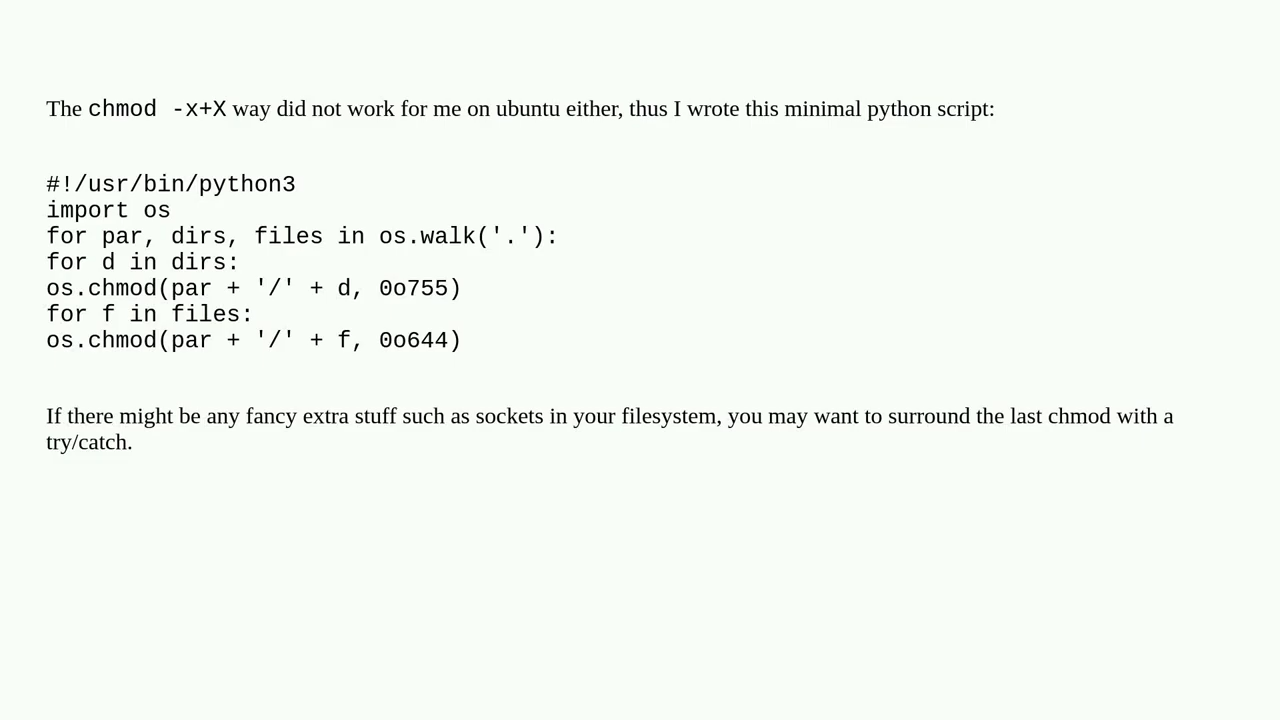 The chmod -x+X way did not work for me on ubuntu either, thus I wrote this minimal python script:
#!/usr/bin/python3
import os
for par, dirs, files in os.walk('.'):
for d in dirs:
os.chmod(par + '/' + d, 0o755)
for f in files:
os.chmod(par + '/' + f, 0o644)
If there might be any fancy extra stuff such as sockets in your filesystem, you may want to surround the last chmod with a
try/catch.